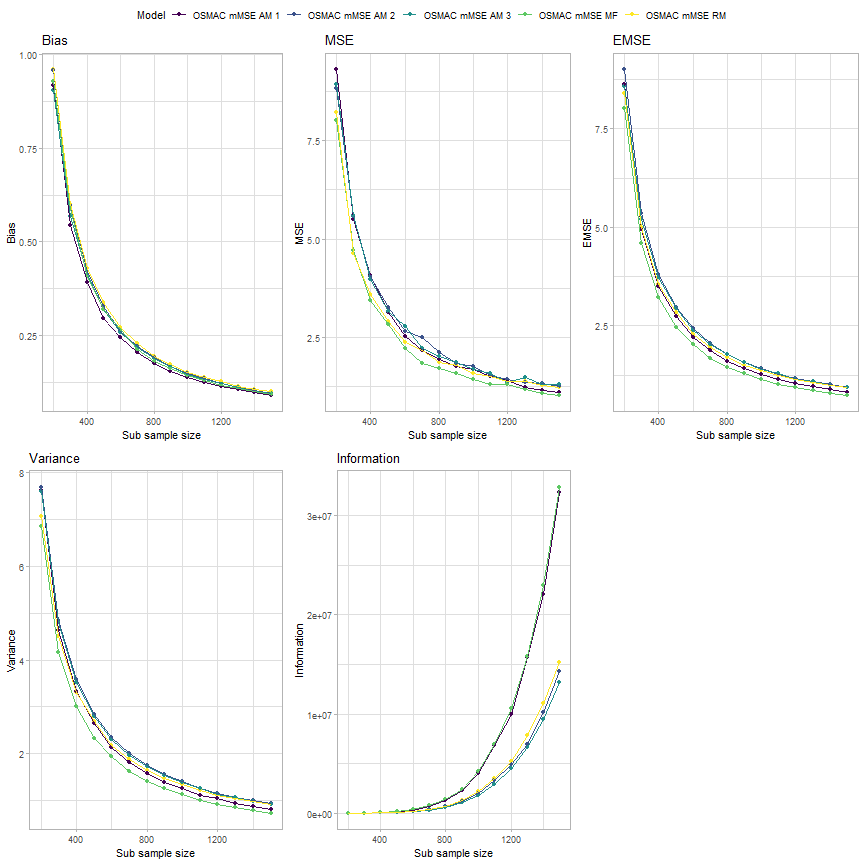 Model OSMAC mMSE AM 1 OSMAC mMSE AM 2 OSMAC mMSE AM 3 OSMAC mMSE MF OSMAC mMSE RM
Bias
1.00
0.75
0.50
0.25
Bias
400 800 1200
Sub sample size
MSE
7.5
5.0
2.5
MSE
400 800 1200
Sub sample size
EMSE
7.5
5.0
2.5
EMSE
400 800 1200
Sub sample size
Variance
8
6
4
2
Variance
400 800 1200
Sub sample size
Information
3e+07
2e+07
1e+07
0e+00
Information
400 800 1200
Sub sample size